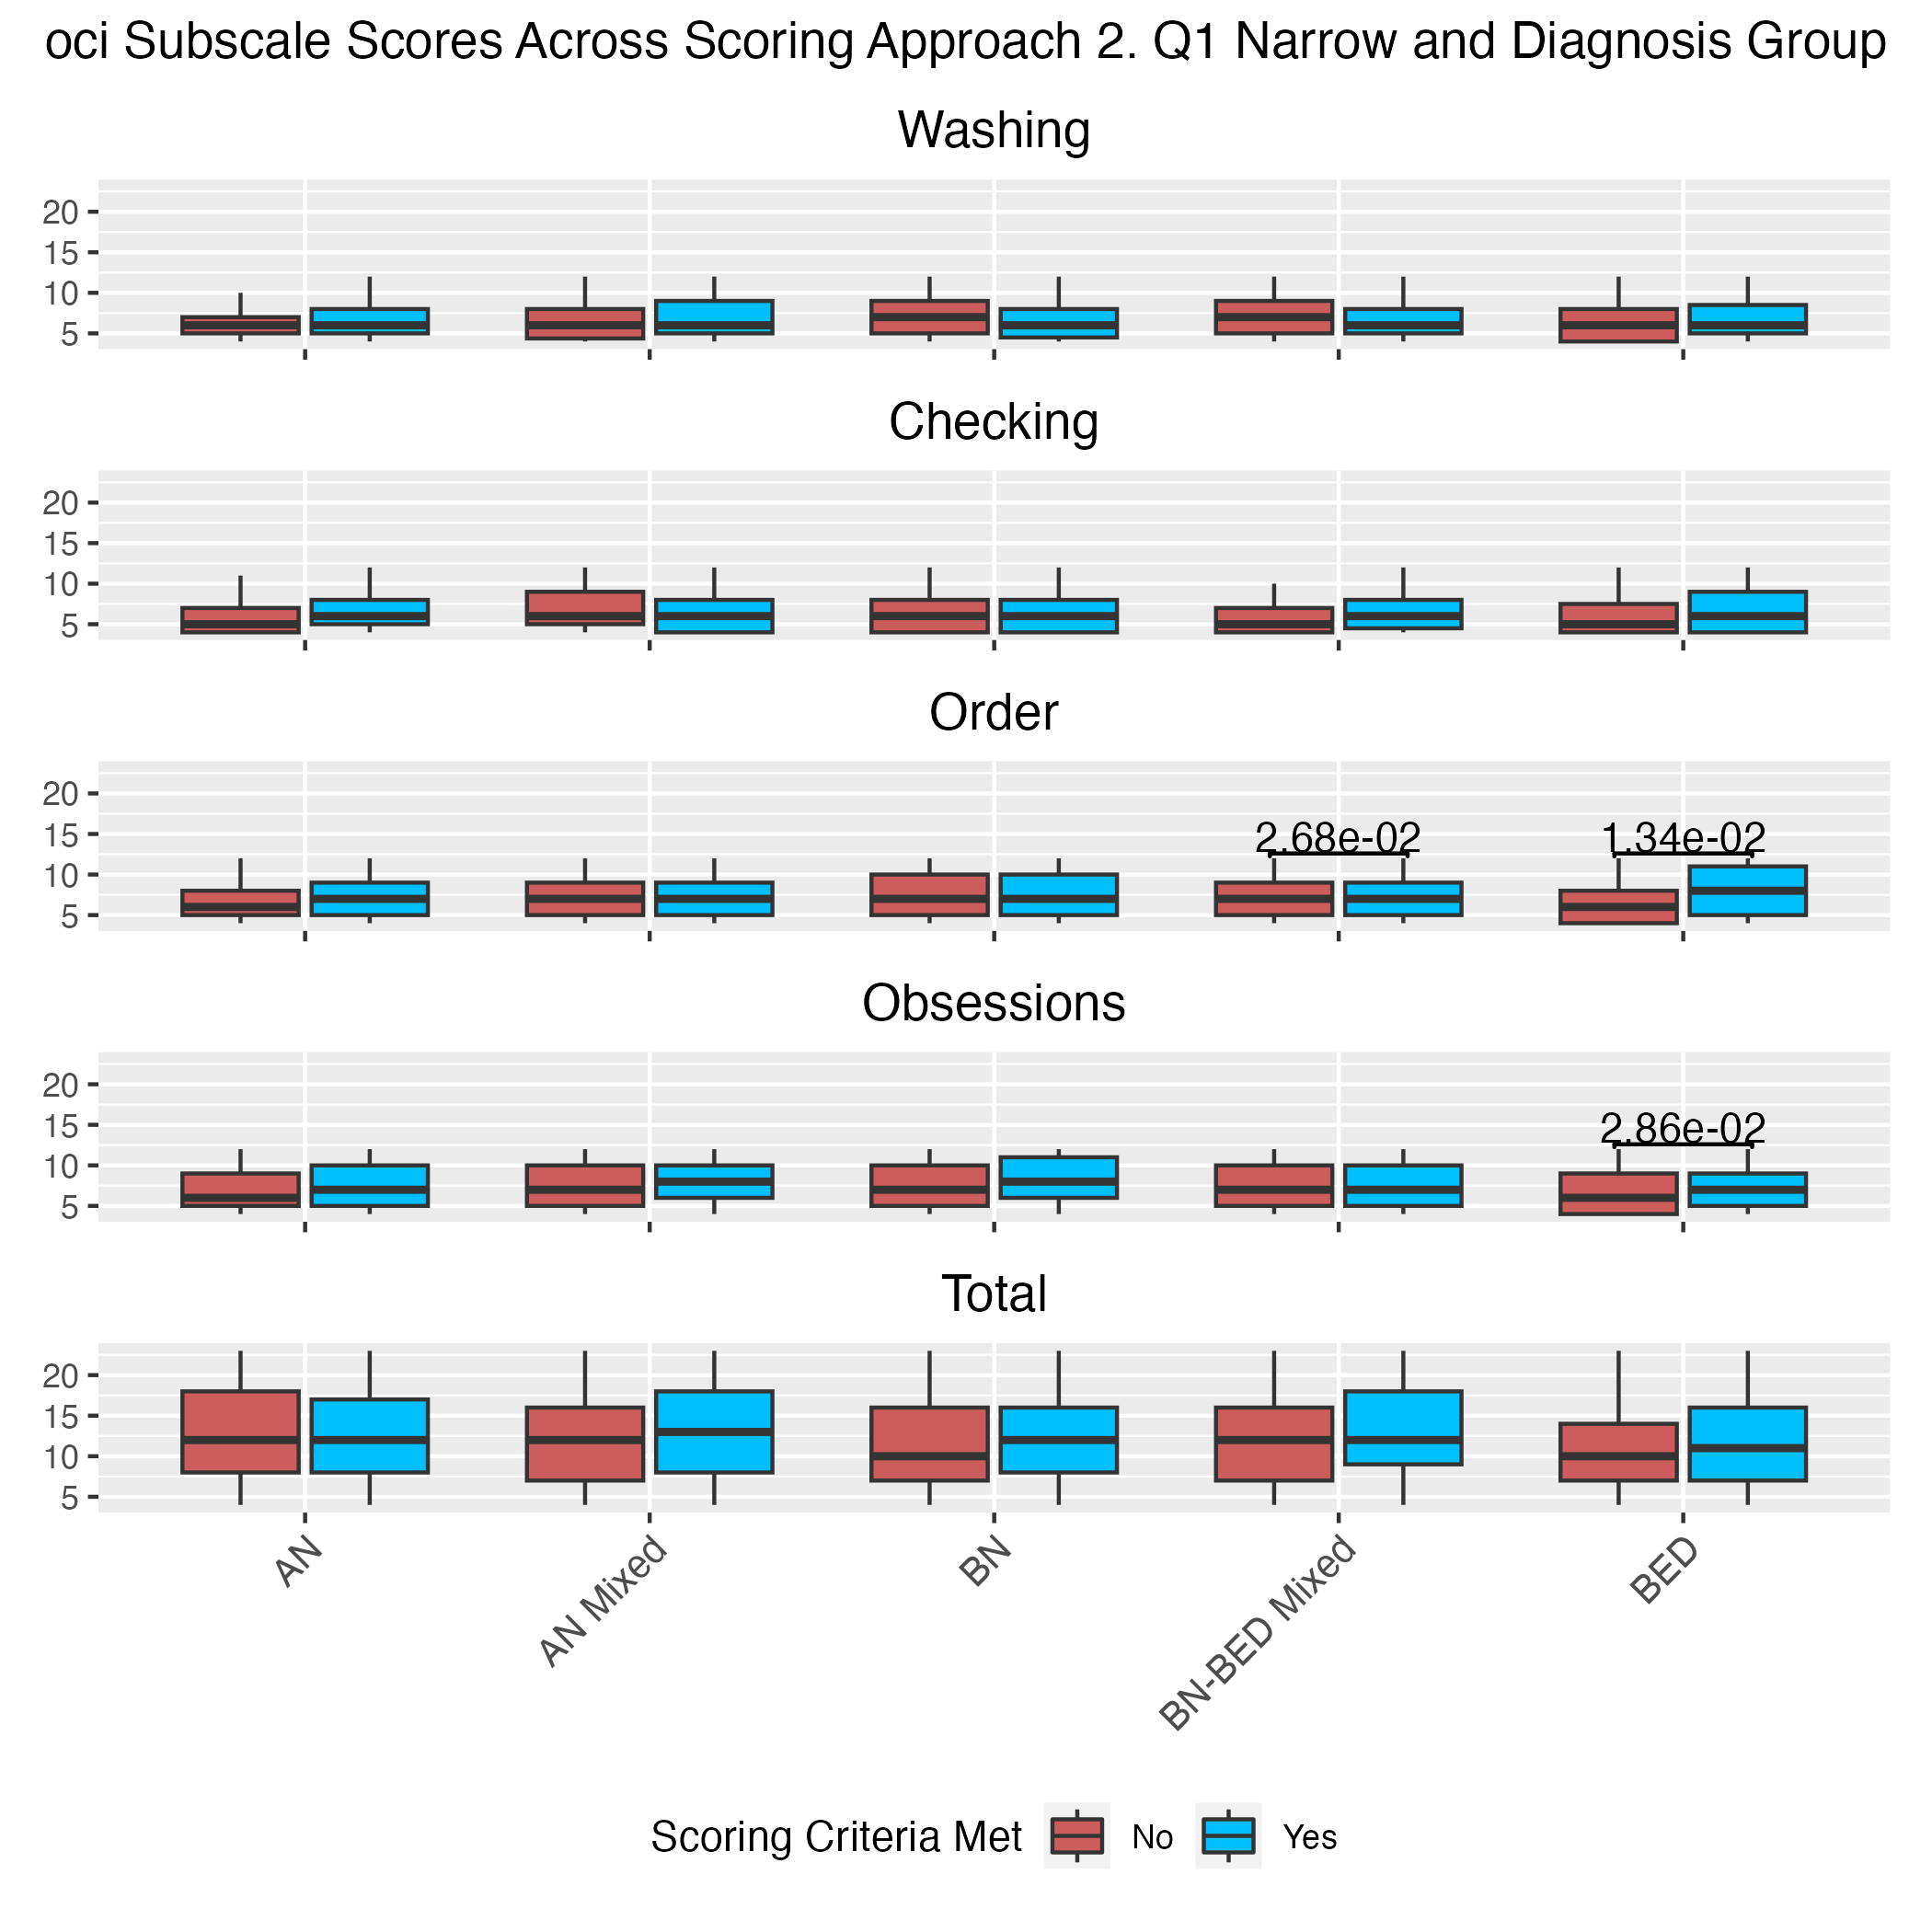 oci Subscale Scores Across Scoring Approach 2. Q1 Narrow and Diagnosis Group
Washing
20
15
10
5
Checking
20
15
10
5
Order
20
15
10
5
2.68e-02
1.34e-02
Obsessions
20
15
10
5
2.86e-02
Total
20
15
10
5
AN
AN Mixed
BN
BN-BED Mixed
BED
Scoring Criteria Met No Yes